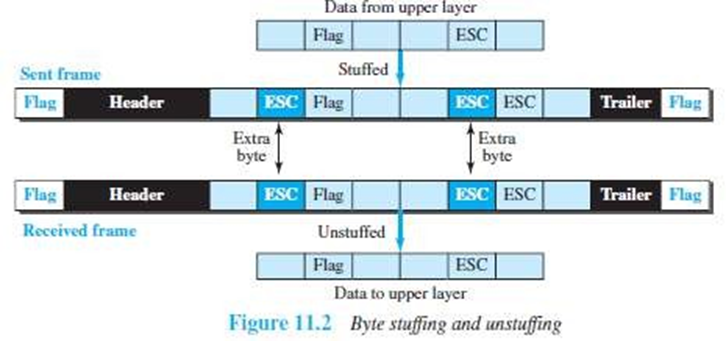 Data from upper layer
Flag ESC
Stuffed
Sent frame
Flag Header ESC Flag ESC ESC Trailer Flag
Extra byte
Extra byte
Flag Header ESC Flag ESC ESC Trailer Flag
Received frame
Unstuffed
Flag ESC
Data to upper layer
Figure 11.2 Byte stuffing and unstuffing